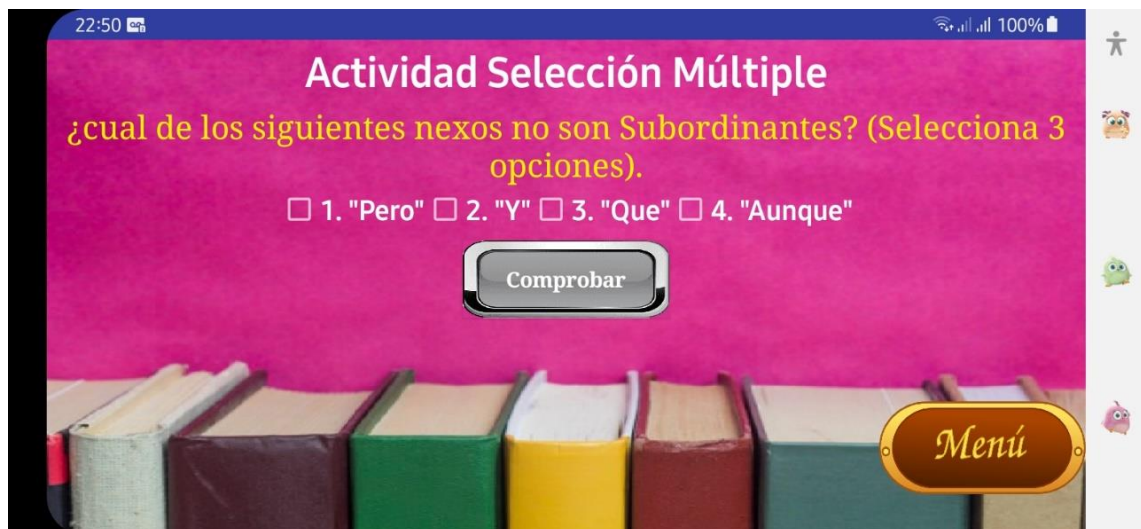 22:50
100%
Actividad Selección Múltiple
¿cual de los siguientes nexos no son Subordinantes? (Selecciona 3
opciones).
1. "Pero" 2. "Y" 3. "Que" 4. "Aunque"
Comprobar
Menú